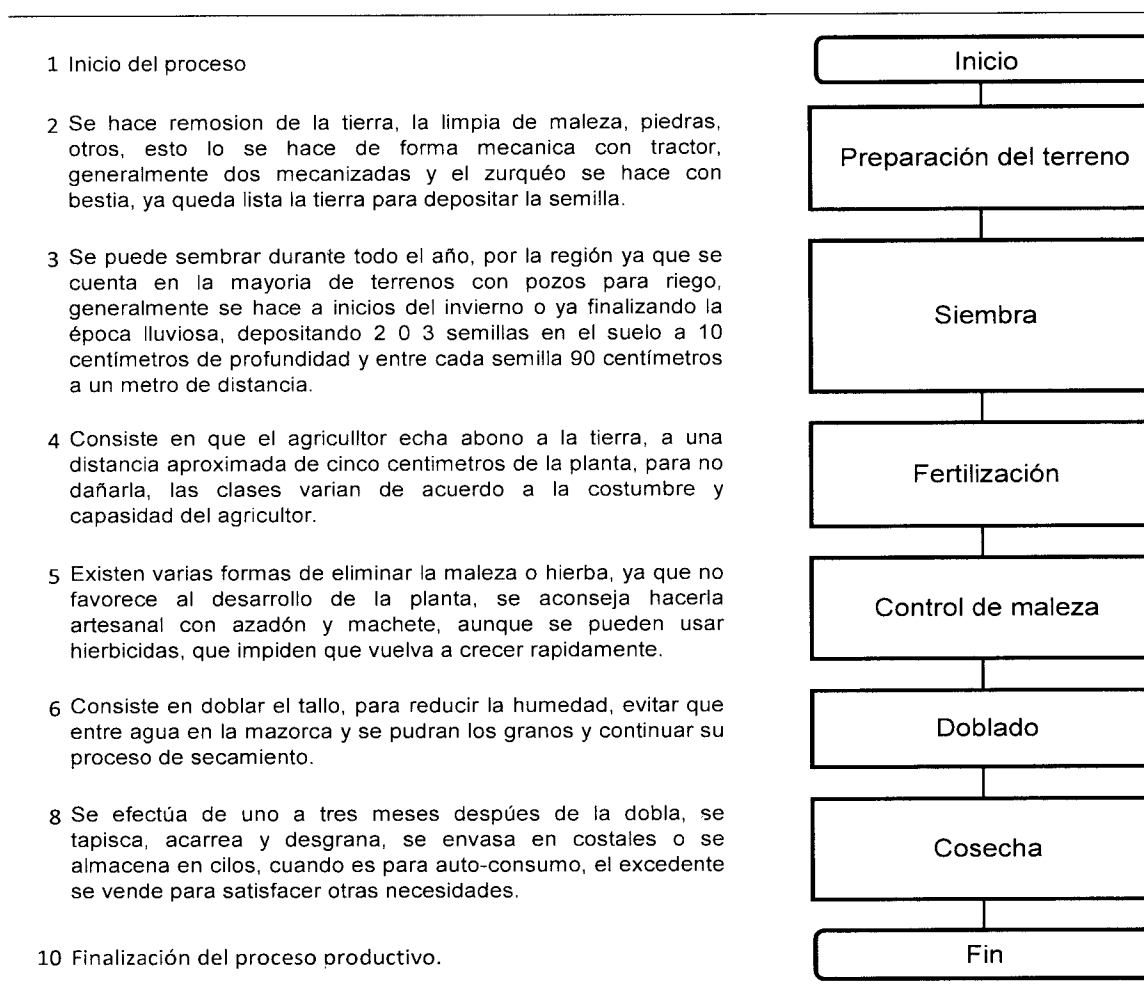 1 Inicio del proceso
Inicio
2 Se hace remosion de la tierra, la limpia de maleza, piedras,
otros, esto lo se hace de forma mecanica con tractor,
generalmente dos mecanizadas y el zurquéo se hace con
bestia, ya queda lista la tierra para depositar la semilla.
Preparación del terreno
3 Se puede sembrar durante todo el año, por la región ya que se
cuenta en la mayoria de terrenos con pozos para riego,
generalmente se hace a inicios del invierno o ya finalizando la
época lluviosa, depositando 2 0 3 semillas en el suelo a 10
centímetros de profundidad y entre cada semilla 90 centímetros
a un metro de distancia.
Siembra
4 Consiste en que el agriculltor echa abono a la tierra, a una
distancia aproximada de cinco centimetros de la planta, para no
dañarla, las clases varian de acuerdo a la costumbre y
capasidad del agricultor.
Fertilización
5 Existen varias formas de eliminar la maleza o hierba, ya que no
favorece al desarrollo de la planta, se aconseja hacerla
artesanal con azadón y machete, aunque se pueden usar
hierbicidas, que impiden que vuelva a crecer rapidamente.
Control de maleza
6 Consiste en doblar el tallo, para reducir la humedad, evitar que
entre agua en la mazorca y se pudran los granos y continuar su
proceso de secamiento.
Doblado
8 Se efectúa de uno a tres meses despúes de la dobla, se
tapisca, acarrea y desgrana, se envasa en costales o se
almacena en cilos, cuando es para auto-consumo, el excedente
se vende para satisfacer otras necesidades.
Cosecha
10 Finalización del proceso productivo.
Fin